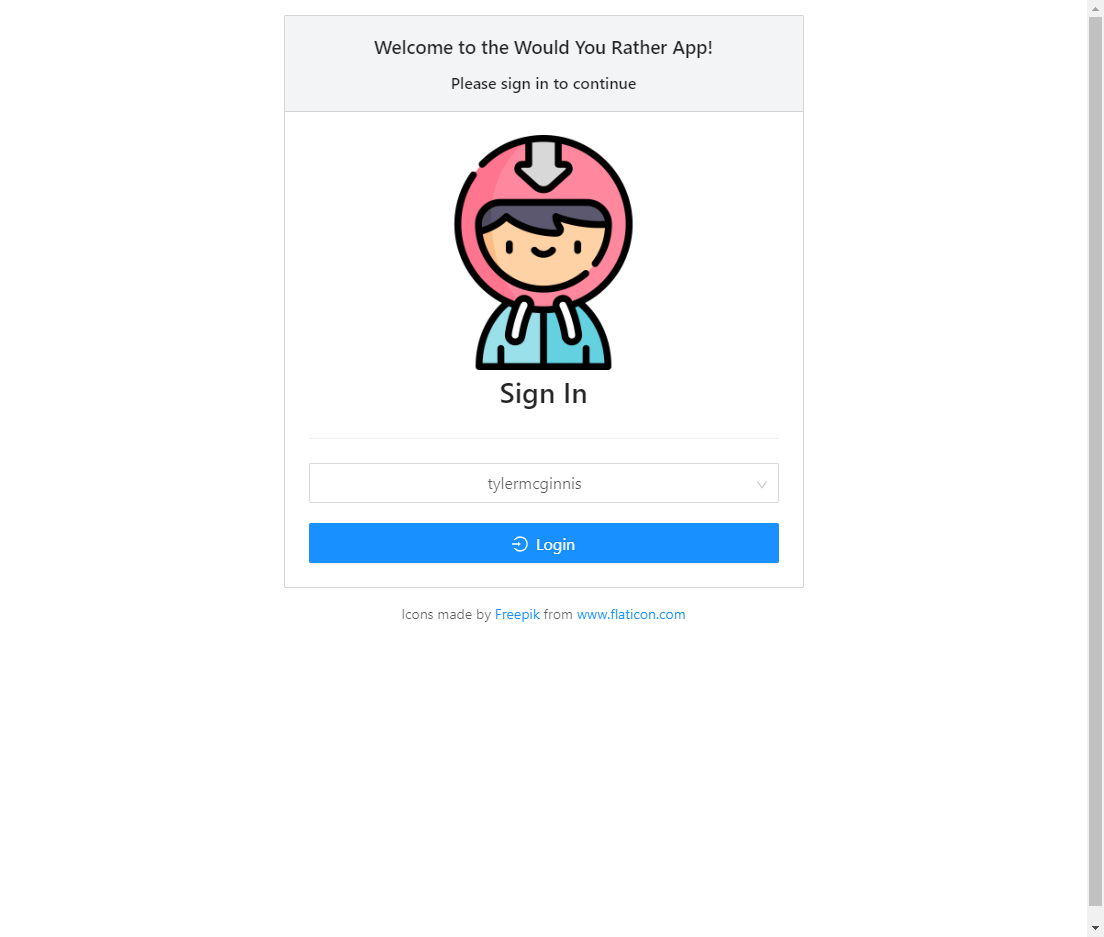 Welcome to the Would You Rather App!
Please sign in to continue
Sign In
tylermcginnis
Login
Icons made by Freepik from www.flaticon.com